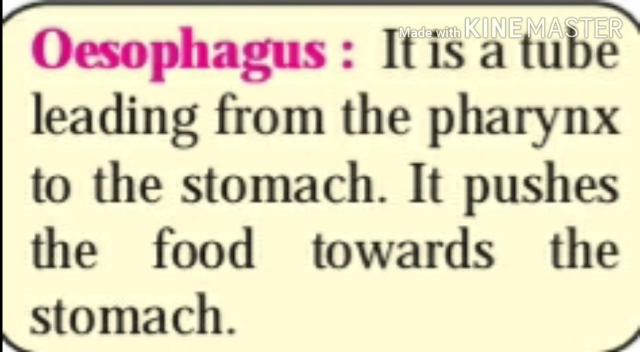 Made with KINEMASTER
Oesophagus : It is a tube
leading from the pharynx
to the stomach. It pushes
the food towards the
stomach.